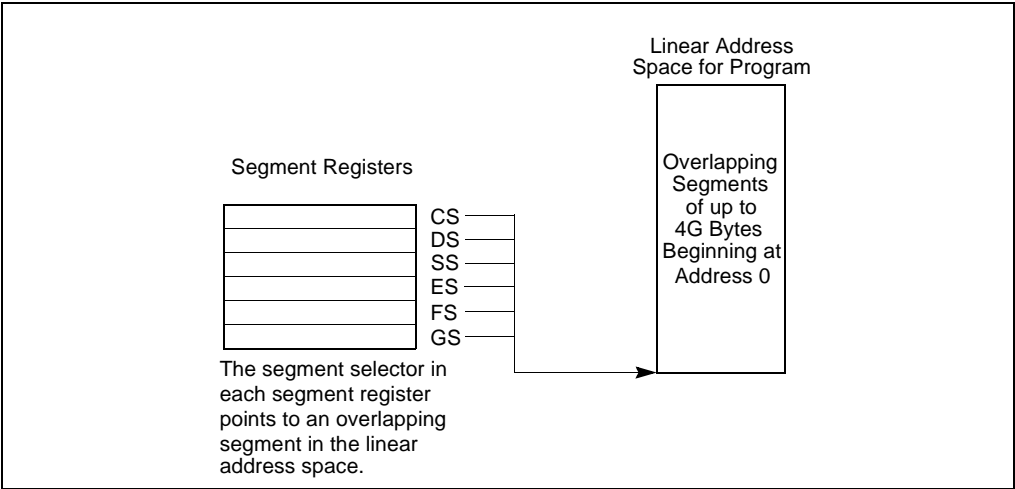 Linear Address
Space for Program
Overlapping
Segments
of up to
4G Bytes
Beginning at
Address 0
Segment Registers
CS
DS
SS
ES
FS
GS
The segment selector in
each segment register
points to an overlapping
segment in the linear
address space.